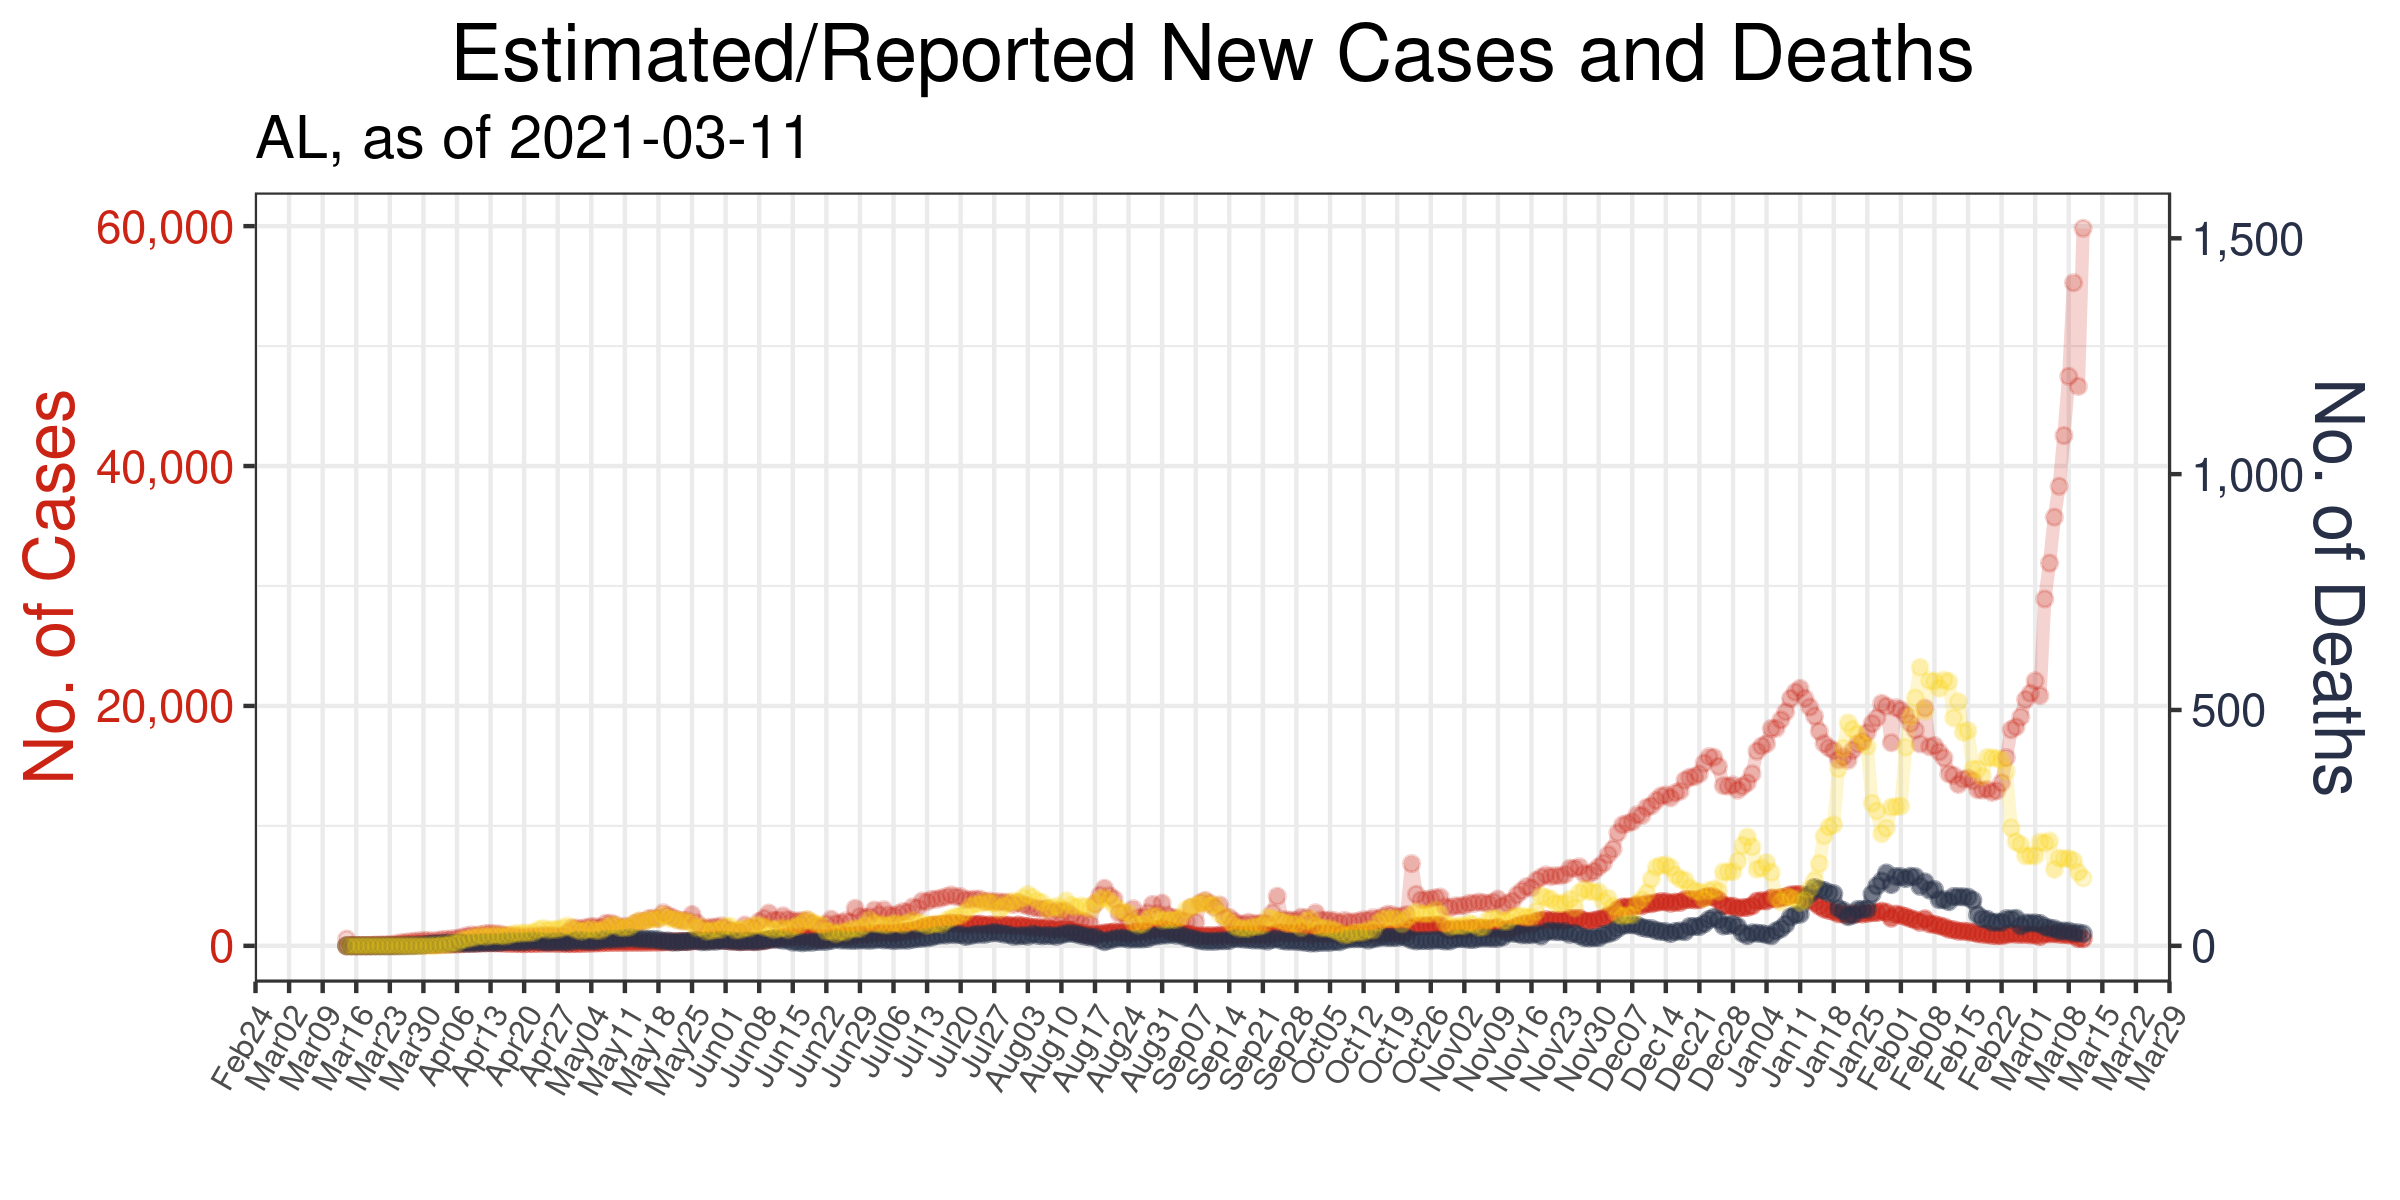 Estimated/Reported New Cases and Deaths
AL, as of 2021-03-11
No. of Cases
60,000
40,000
20,000
0
1,500
1,000
500
0
No. of Deaths
Feb24
Mar02
Mar09
Mar16
Mar23
Mar30
Apr06
Apr13
Apr20
Apr27
May04
May11
May18
May25
Jun01
Jun08
Jun15
Jun22
Jun29
Jul06
Jul13
Jul20
Jul27
Aug03
Aug10
Aug17
Aug24
Aug31
Sep07
Sep14
Sep21
Sep28
Oct05
Oct12
Oct19
Oct26
Nov02
Nov09
Nov16
Nov23
Nov30
Dec07
Dec14
Dec21
Dec28
Jan04
Jan11
Jan18
Jan25
Feb01
Feb08
Feb15
Feb22
Mar01
Mar08
Mar15
Mar22
Mar29